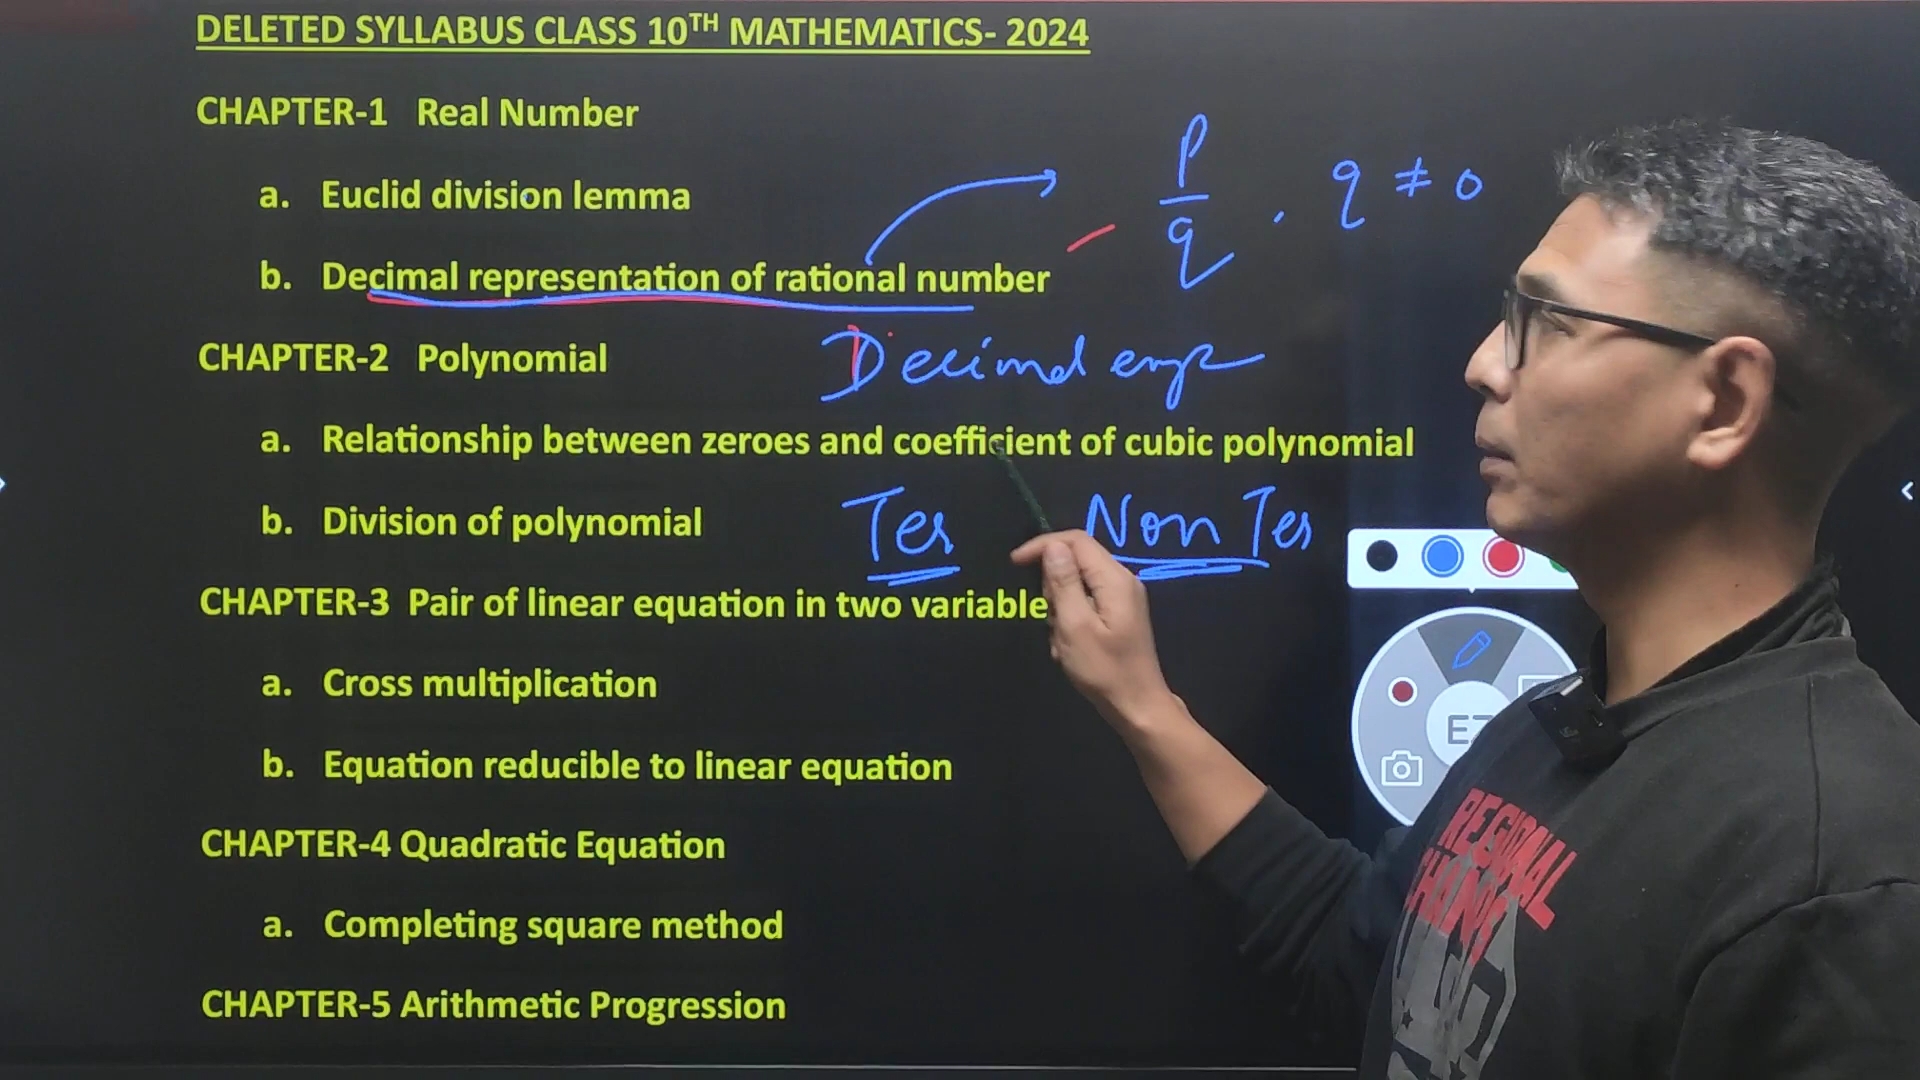 DELETED SYLLABUS CLASS 10TH MATHEMATICS- 2024
CHAPTER-1 Real Number
p/q , q ≠ 0
a. Euclid division lemma
b. Decimal representation of rational number
CHAPTER-2 Polynomial
Decimal
a. Relationship between zeroes and coefficient of cubic polynomial
b. Division of polynomial
Ter Non Ter
CHAPTER-3 Pair of linear equation in two variable
a. Cross multiplication
EZ
b. Equation reducible to linear equation
CHAPTER-4 Quadratic Equation
REGIONAL
a. Completing square method
CHAPTER-5 Arithmetic Progression